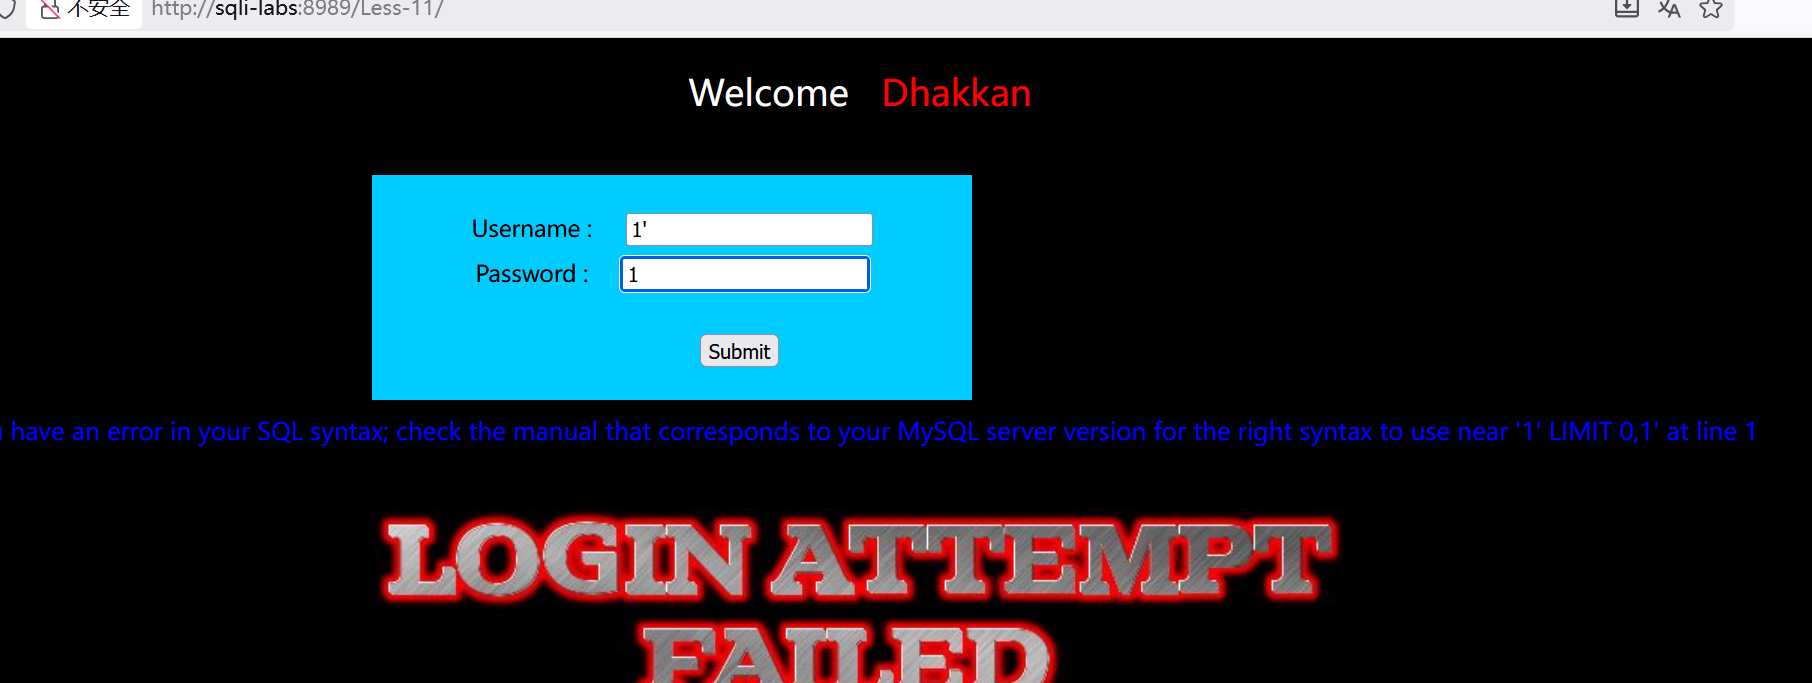 不安全 http://sqli-labs:8989/Less-11/
Welcome Dhakkan
Username : 1'
Password : 1
Submit
have an error in your SQL syntax; check the manual that corresponds to your MySQL server version for the right syntax to use near '1' LIMIT 0,1' at line 1
LOGIN ATTEMPT
FAILED